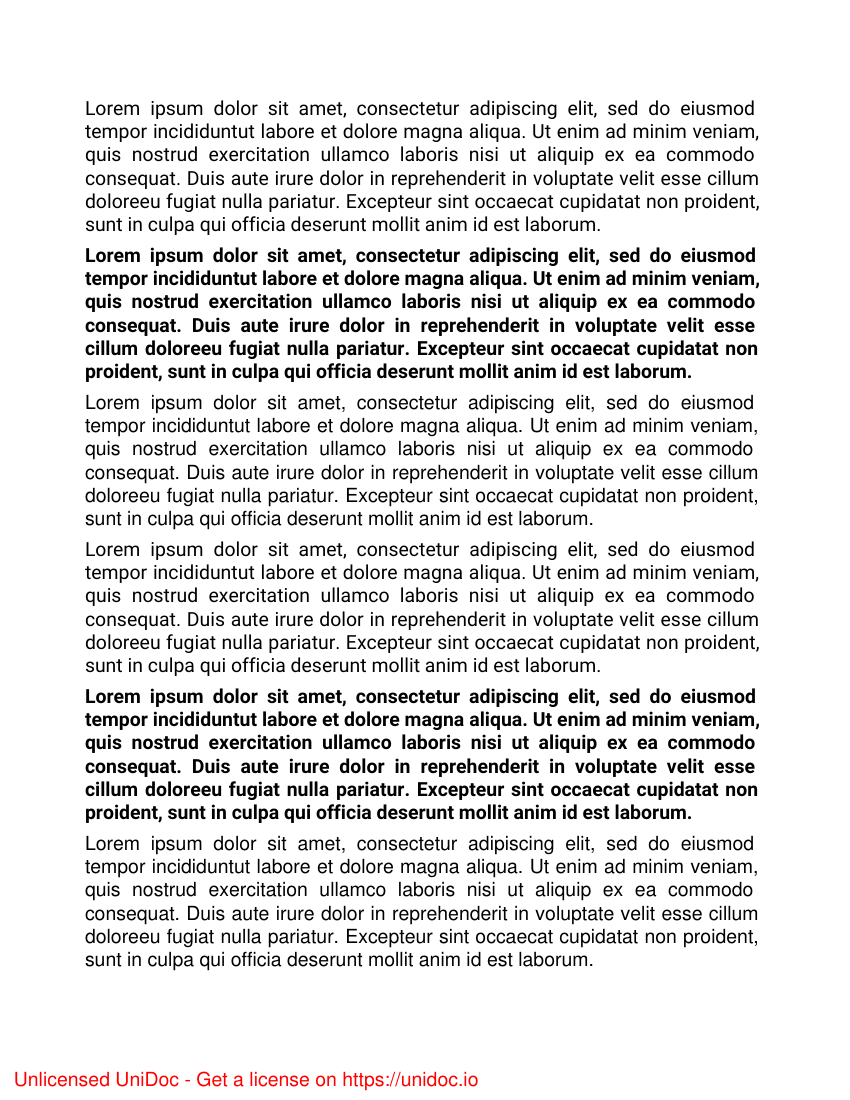 Lorem ipsum dolor sit amet, consectetur adipiscing elit, sed do eiusmod
tempor incididuntut labore et dolore magna aliqua. Ut enim ad minim veniam,
quis nostrud exercitation ullamco laboris nisi ut aliquip ex ea commodo
consequat. Duis aute irure dolor in reprehenderit in voluptate velit esse cillum
doloreeu fugiat nulla pariatur. Excepteur sint occaecat cupidatat non proident,
sunt in culpa qui officia deserunt mollit anim id est laborum.
Lorem ipsum dolor sit amet, consectetur adipiscing elit, sed do eiusmod
tempor incididuntut labore et dolore magna aliqua. Ut enim ad minim veniam,
quis nostrud exercitation ullamco laboris nisi ut aliquip ex ea commodo
consequat. Duis aute irure dolor in reprehenderit in voluptate velit esse
cillum doloreeu fugiat nulla pariatur. Excepteur sint occaecat cupidatat non
proident, sunt in culpa qui officia deserunt mollit anim id est laborum.
Lorem ipsum dolor sit amet, consectetur adipiscing elit, sed do eiusmod
tempor incididuntut labore et dolore magna aliqua. Ut enim ad minim veniam,
quis nostrud exercitation ullamco laboris nisi ut aliquip ex ea commodo
consequat. Duis aute irure dolor in reprehenderit in voluptate velit esse cillum
doloreeu fugiat nulla pariatur. Excepteur sint occaecat cupidatat non proident,
sunt in culpa qui officia deserunt mollit anim id est laborum.
Lorem ipsum dolor sit amet, consectetur adipiscing elit, sed do eiusmod
tempor incididuntut labore et dolore magna aliqua. Ut enim ad minim veniam,
quis nostrud exercitation ullamco laboris nisi ut aliquip ex ea commodo
consequat. Duis aute irure dolor in reprehenderit in voluptate velit esse cillum
doloreeu fugiat nulla pariatur. Excepteur sint occaecat cupidatat non proident,
sunt in culpa qui officia deserunt mollit anim id est laborum.
Lorem ipsum dolor sit amet, consectetur adipiscing elit, sed do eiusmod
tempor incididuntut labore et dolore magna aliqua. Ut enim ad minim veniam,
quis nostrud exercitation ullamco laboris nisi ut aliquip ex ea commodo
consequat. Duis aute irure dolor in reprehenderit in voluptate velit esse
cillum doloreeu fugiat nulla pariatur. Excepteur sint occaecat cupidatat non
proident, sunt in culpa qui officia deserunt mollit anim id est laborum.
Lorem ipsum dolor sit amet, consectetur adipiscing elit, sed do eiusmod
tempor incididuntut labore et dolore magna aliqua. Ut enim ad minim veniam,
quis nostrud exercitation ullamco laboris nisi ut aliquip ex ea commodo
consequat. Duis aute irure dolor in reprehenderit in voluptate velit esse cillum
doloreeu fugiat nulla pariatur. Excepteur sint occaecat cupidatat non proident,
sunt in culpa qui officia deserunt mollit anim id est laborum.
Unlicensed UniDoc - Get a license on https://unidoc.io